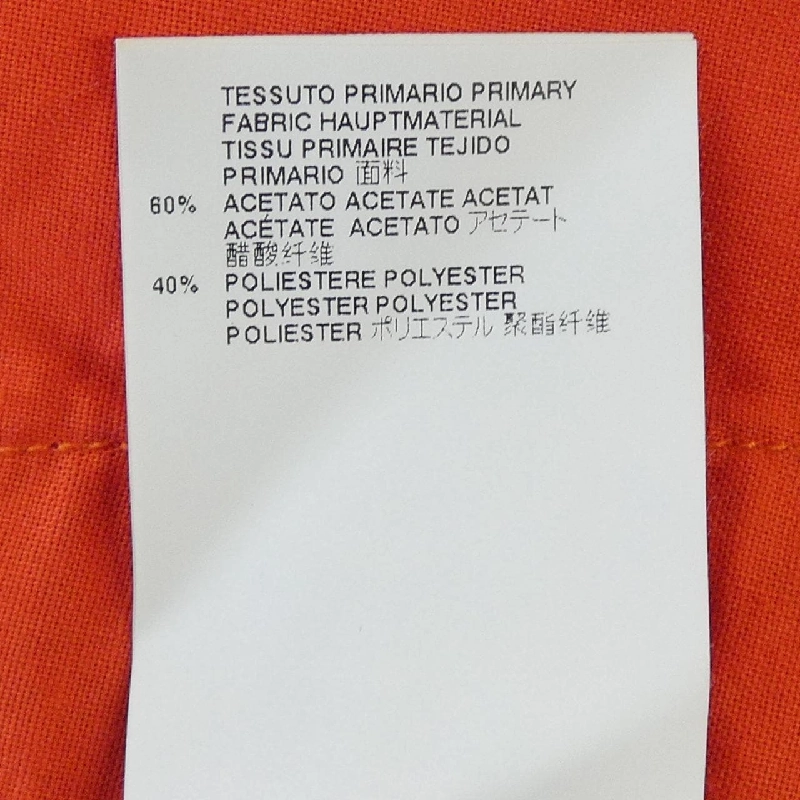 TESSUTO PRIMARIO PRIMARY
FABRIC HAUPTMATERIAL
TISSU PRIMAIRE TEJIDO
PRIMARIO 面料
60% ACETATO ACETATE ACETAT
ACÉTATE ACETATO アセテート
醋酸纤维
40% POLIESTERE POLYESTER
POLYESTER POLYESTER
POLIESTER ポリエステル 聚酯纤维